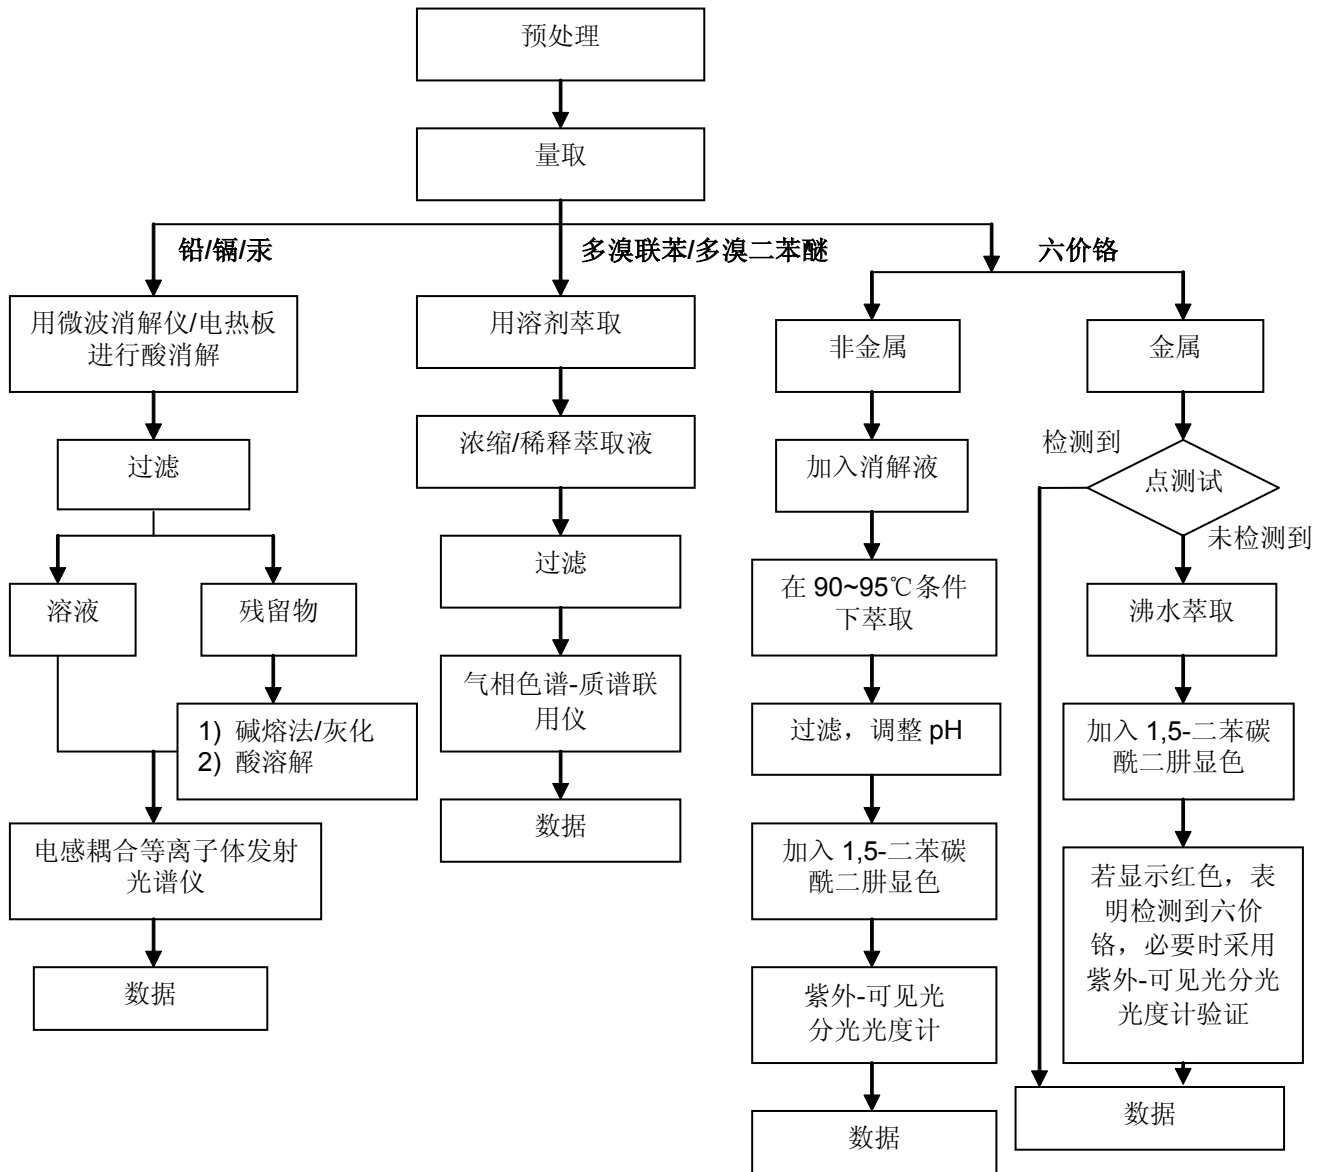 预处理
量取
铅/镉/汞
多溴联苯/多溴二苯醚
六价铬
用微波消解仪/电热板
进行酸消解
过滤
溶液
残留物
1) 碱熔法/灰化
2) 酸溶解
电感耦合等离子体发射
光谱仪
数据
用溶剂萃取
浓缩/稀释萃取液
过滤
气相色谱-质谱联
用仪
数据
非金属
加入消解液
在 90~95℃条件
下萃取
过滤，调整 pH
加入 1,5-二苯碳
酰二肼显色
紫外-可见光
分光光度计
数据
金属
检测到
点测试
未检测到
沸水萃取
加入 1,5-二苯碳
酰二肼显色
若显示红色，表
明检测到六价
铬，必要时采用
紫外-可见光分光
光度计验证
数据